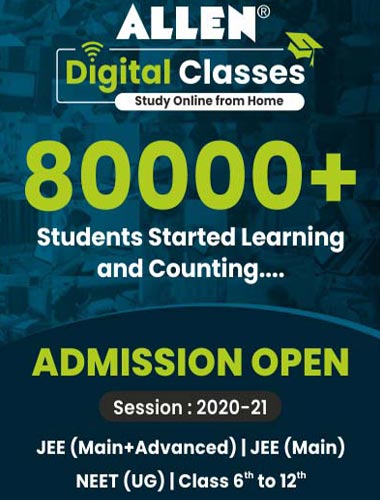 ALLEN®
Digital Classes
Study Online from Home
80000+
Students Started Learning
and Counting....
ADMISSION OPEN
Session : 2020-21
JEE (Main+Advanced) | JEE (Main)
NEET (UG) | Class 6th to 12th